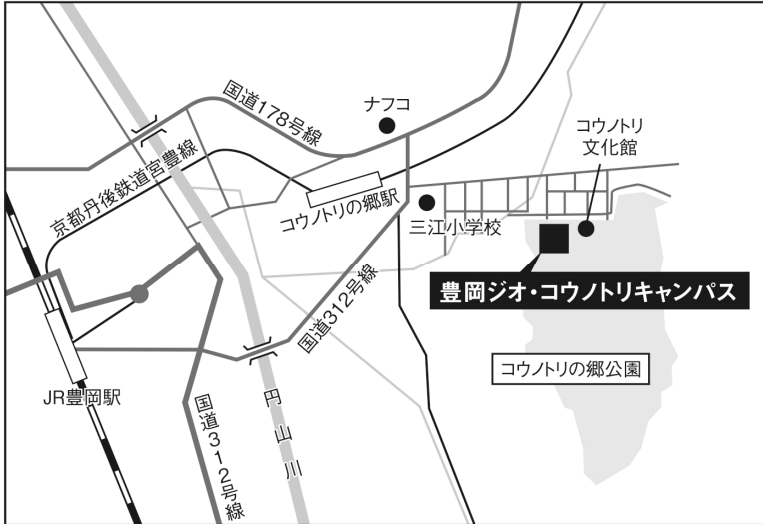 国道178号線
ナフコ
コウノトリ
文化館
京都丹後鉄道宮豊線
コウノトリの郷駅
三江小学校
豊岡ジオ・コウノトリキャンパス
国道312号線
コウノトリの郷公園
JR豊岡駅
国道312号線
円山川